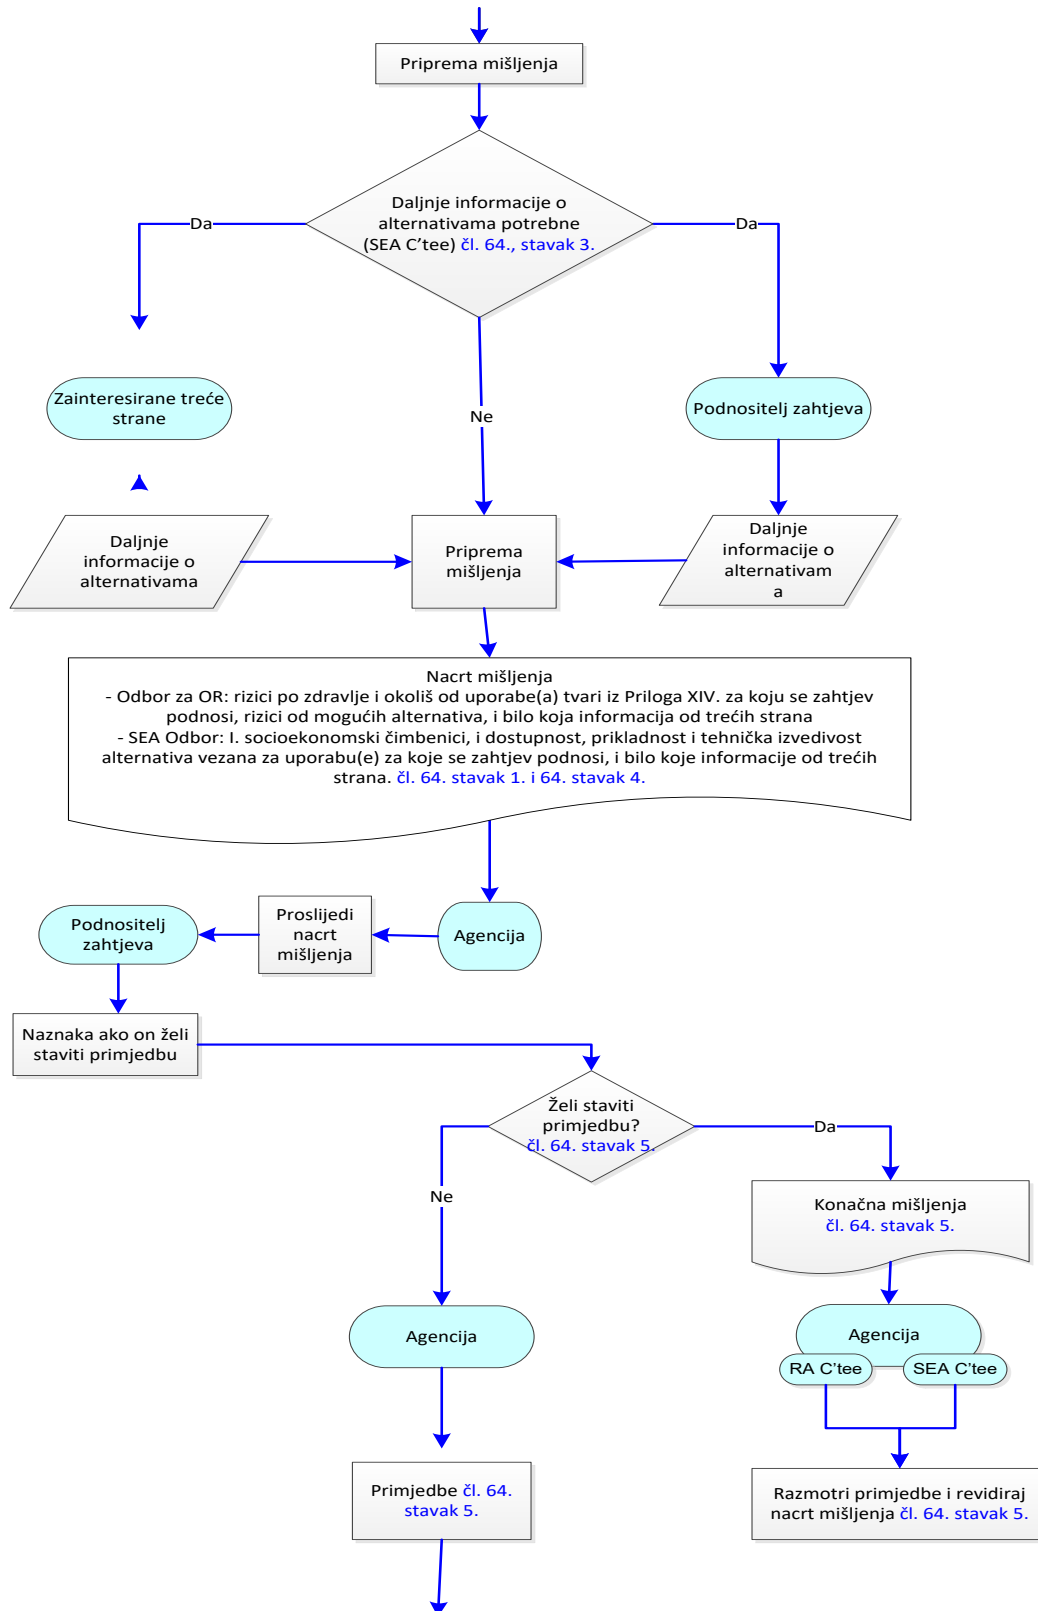 Priprema mišljenja
Daljnje informacije o
alternativama potrebne
(SEA C'tee) čl. 64., stavak 3.
Da
Da
Ne
Zainteresirane treće
strane
Podnositelj zahtjeva
Daljnje
informacije o
alternativama
Priprema
mišljenja
Daljnje
informacije o
alternativam
a
Nacrt mišljenja
- Odbor za OR: rizici po zdravlje i okoliš od uporabe(a) tvari iz Priloga XIV. za koju se zahtjev
podnosi, rizici od mogućih alternativa, i bilo koja informacija od trećih strana
- SEA Odbor: I. socioekonomski čimbenici, i dostupnost, prikladnost i tehnička izvedivost
alternativa vezana za uporabu(e) za koje se zahtjev podnosi, i bilo koje informacije od trećih
strana. čl. 64. stavak 1. i 64. stavak 4.
Podnositelj
zahtjeva
Proslijedi
nacrt
mišljenja
Agencija
Naznaka ako on želi
staviti primjedbu
Želi staviti
primjedbu?
čl. 64. stavak 5.
Da
Ne
Konačna mišljenja
čl. 64. stavak 5.
Agencija
Agencija
RA C'tee
SEA C'tee
Primjedbe čl. 64.
stavak 5.
Razmotri primjedbe i revidiraj
nacrt mišljenja čl. 64. stavak 5.